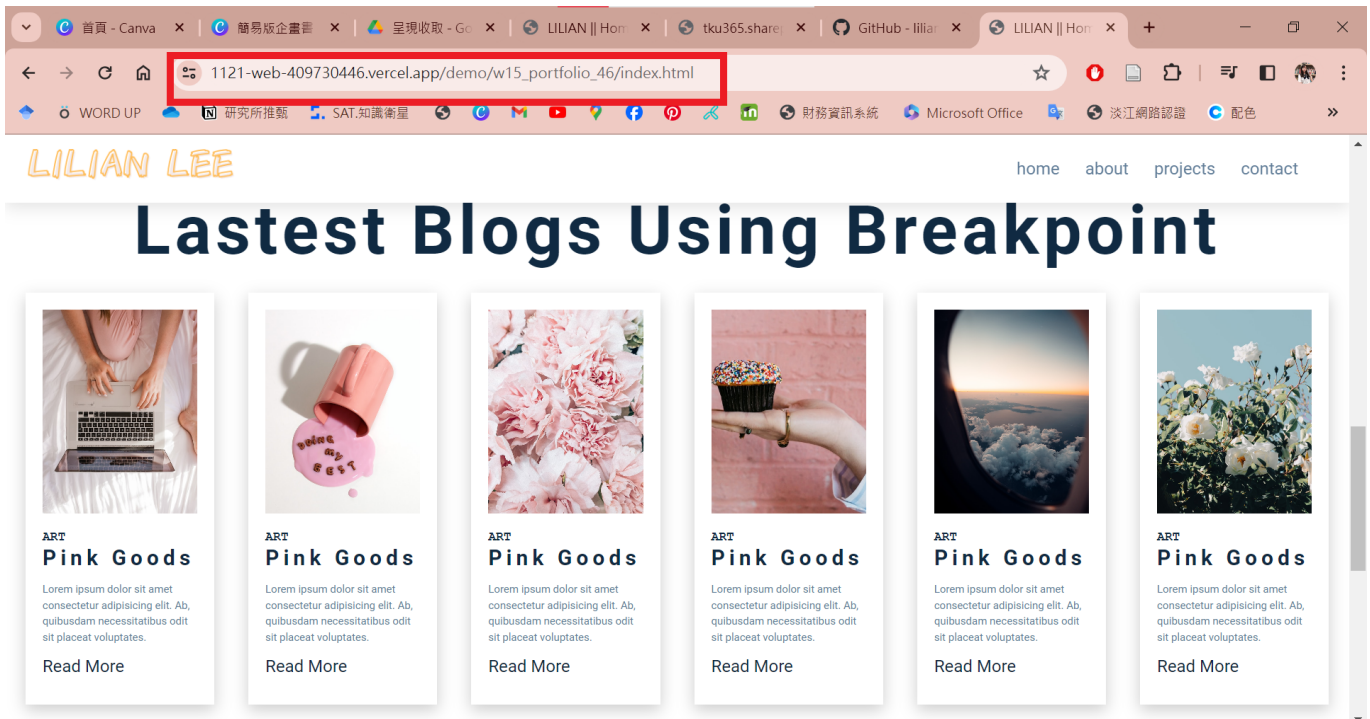 首頁 - Canva
簡易版企畫書
呈現收取 - Go
LILIAN || Hom
tku365.share
GitHub - lilian
LILIAN || Hom
1121-web-409730446.vercel.app/demo/w15_portfolio_46/index.html
WORD UP
研究所推甄
SAT.知識衛星
財務資訊系統
Microsoft Office
淡江網路認證
配色
LILIAN LEE
home about projects contact
Lastest Blogs Using Breakpoint
DOING
MY
BEST
ART
Pink Goods
Lorem ipsum dolor sit amet
consectetur adipisicing elit. Ab,
quibusdam necessitatibus odit
sit placeat voluptates.
Read More
ART
Pink Goods
Lorem ipsum dolor sit amet
consectetur adipisicing elit. Ab,
quibusdam necessitatibus odit
sit placeat voluptates.
Read More
ART
Pink Goods
Lorem ipsum dolor sit amet
consectetur adipisicing elit. Ab,
quibusdam necessitatibus odit
sit placeat voluptates.
Read More
ART
Pink Goods
Lorem ipsum dolor sit amet
consectetur adipisicing elit. Ab,
quibusdam necessitatibus odit
sit placeat voluptates.
Read More
ART
Pink Goods
Lorem ipsum dolor sit amet
consectetur adipisicing elit. Ab,
quibusdam necessitatibus odit
sit placeat voluptates.
Read More
ART
Pink Goods
Lorem ipsum dolor sit amet
consectetur adipisicing elit. Ab,
quibusdam necessitatibus odit
sit placeat voluptates.
Read More